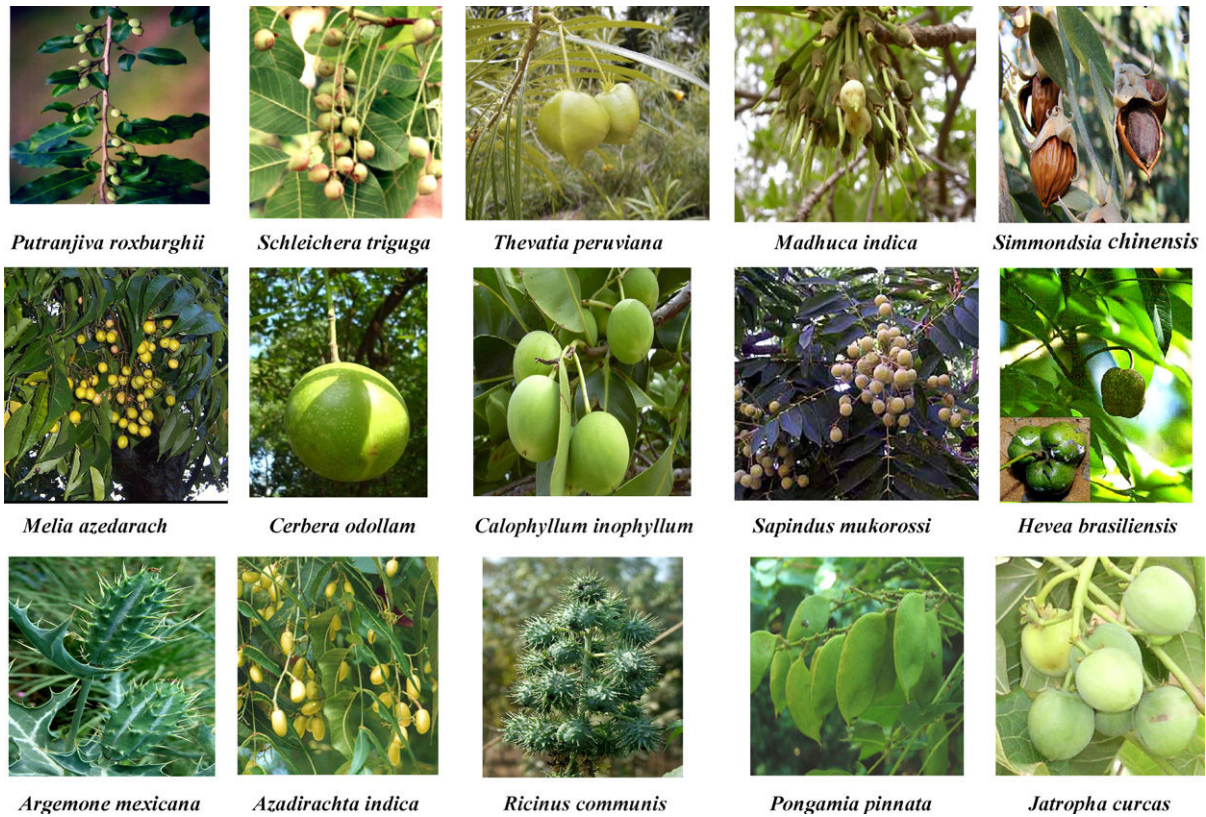 Putranjiva roxburghii
Schleichera triguga
Thevatia peruviana
Madhuca indica
Simmondsia chinensis
Melia azedarach
Cerbera odollam
Calophyllum inophyllum
Sapindus mukorossi
Hevea brasiliensis
Argemone mexicana
Azadirachta indica
Ricinus communis
Pongamia pinnata
Jatropha curcas